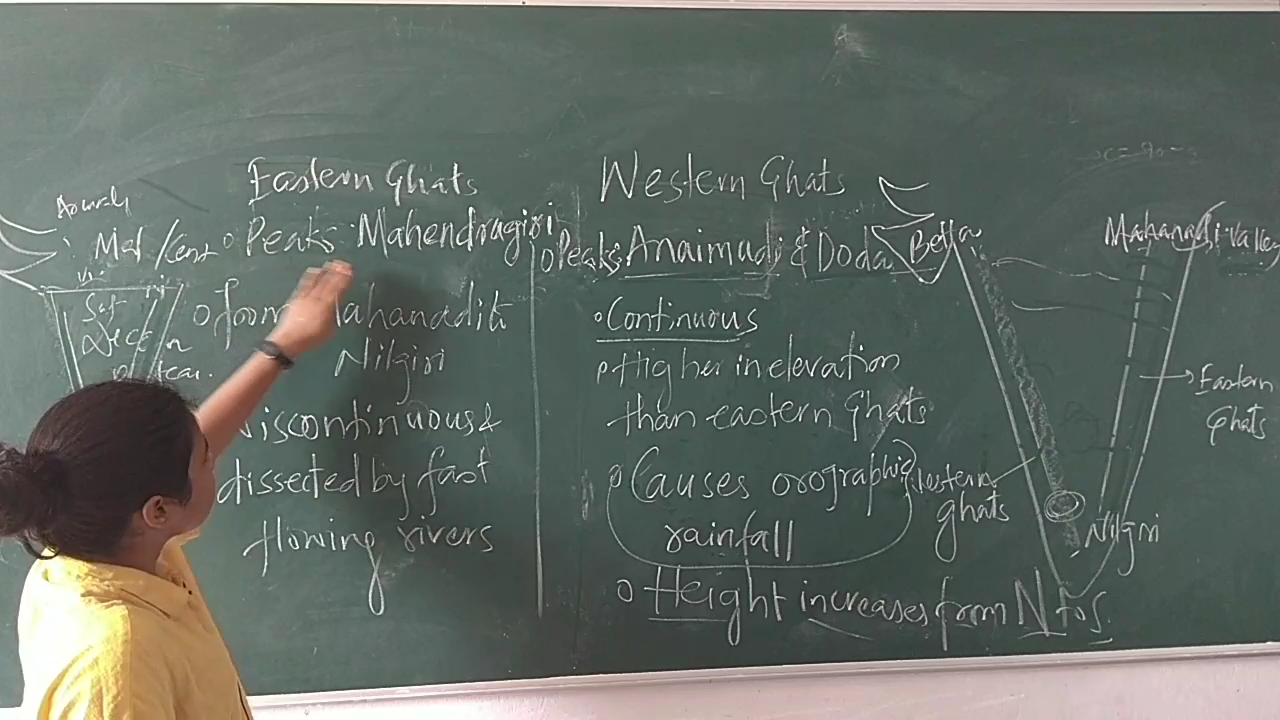 Eastern Ghats
Peaks: Mahendragiri
from Mahanadi to
Nilgiri
Discontinuous &
dissected by fast
flowing rivers
Western Ghats
Peaks: Anaimudi & Doda Betta
Continuous
Higher in elevation
than eastern Ghats
Causes orographic
rainfall
Height increases from N to S.
Mahanadi Valley
Eastern
Ghats
Western
ghats
Nilgiri